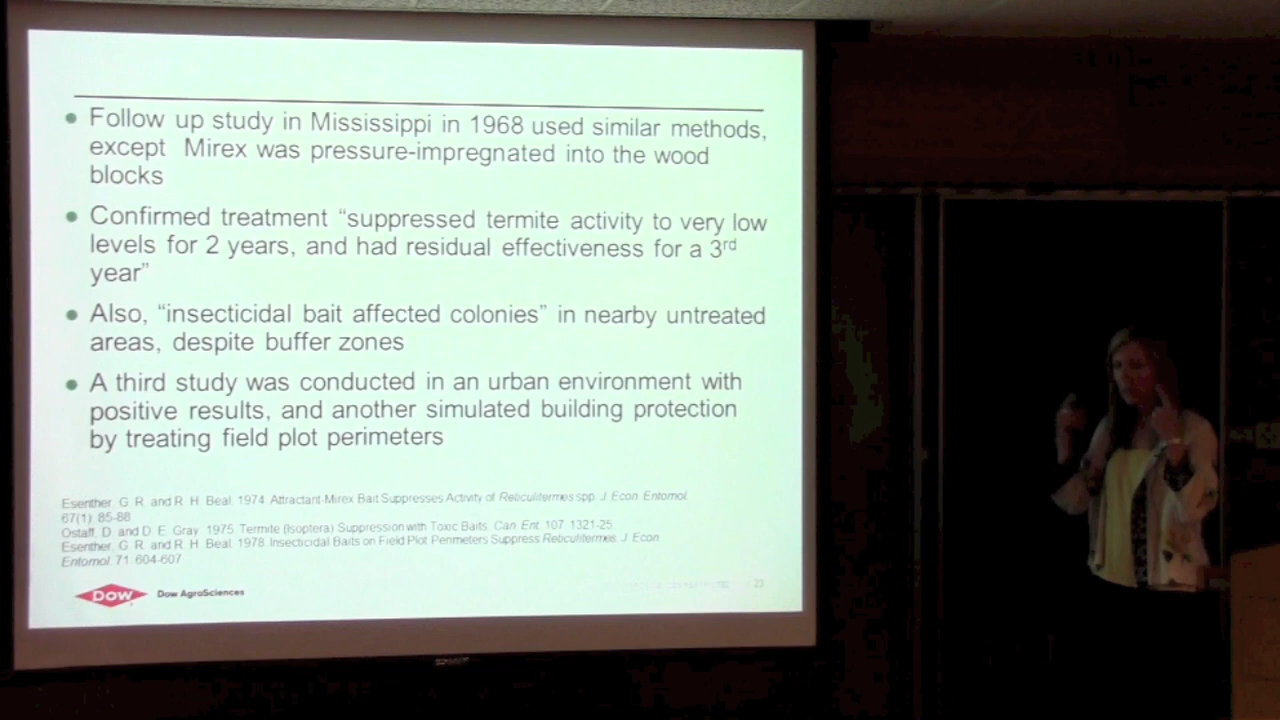 Follow up study in Mississippi in 1968 used similar methods,
except Mirex was pressure-impregnated into the wood
blocks
Confirmed treatment “suppressed termite activity to very low
levels for 2 years, and had residual effectiveness for a 3rd
year”
Also, “insecticidal bait affected colonies” in nearby untreated
areas, despite buffer zones
A third study was conducted in an urban environment with
positive results, and another simulated building protection
by treating field plot perimeters
Esenther, G. R. and R. H. Beal. 1974. Attractant-Mirex Bait Suppresses Activity of Reticulitermes spp. J. Econ. Entomol.
67(1): 85-88.
Ostaff, D. and D. E. Gray. 1975. Termite (Isoptera) Suppression with Toxic Baits. Can. Ent. 107: 1321-25.
Esenther, G. R. and R. H. Beal. 1978. Insecticidal Baits on Field Plot Perimeters Suppress Reticulitermes. J. Econ.
Entomol. 71: 604-607.
DOW Dow AgroSciences
23